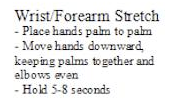 Wrist/Forearm Stretch
- Place hands palm to palm
- Move hands downward,
keeping palms together and
elbows even
- Hold 5-8 seconds